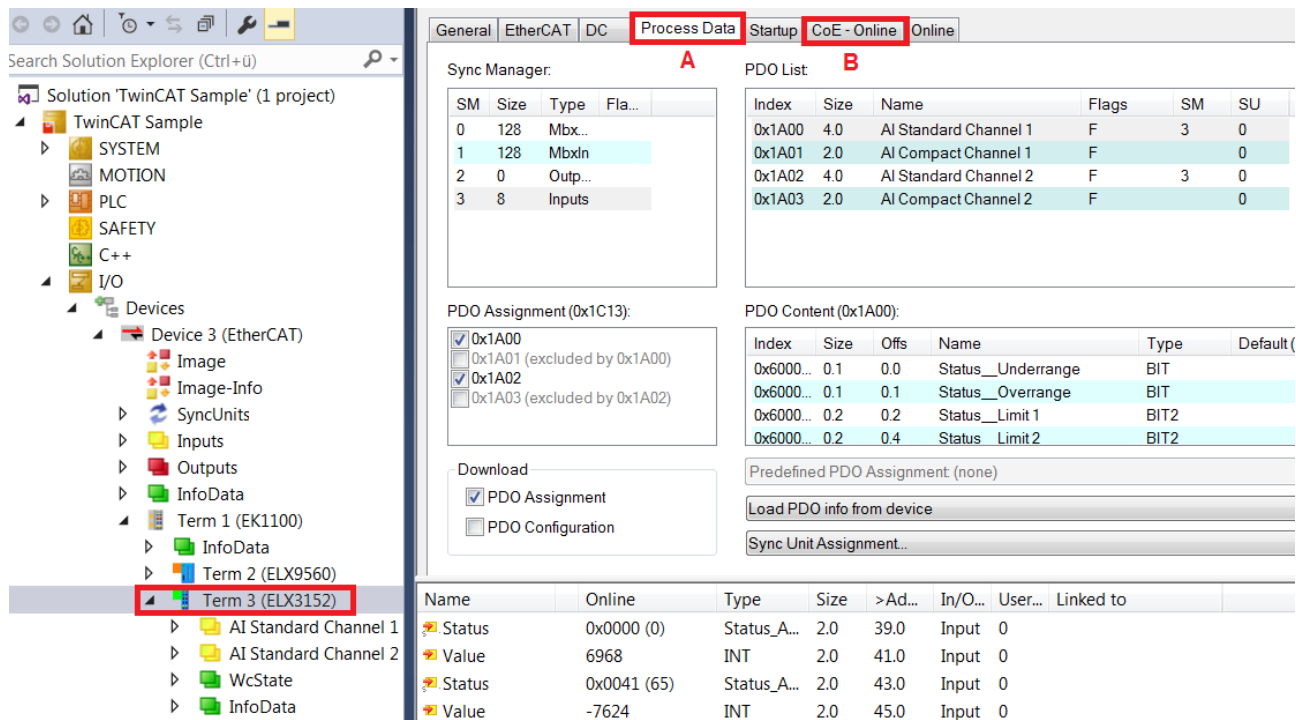 Search Solution Explorer (Ctrl+ü)
Solution 'TwinCAT Sample' (1 project)
TwinCAT Sample
SYSTEM
MOTION
PLC
SAFETY
C++
I/O
Devices
Device 3 (EtherCAT)
Image
Image-Info
SyncUnits
Inputs
Outputs
InfoData
Term 1 (EK1100)
InfoData
Term 2 (ELX9560)
Term 3 (ELX3152)
AI Standard Channel 1
AI Standard Channel 2
WcState
InfoData
General EtherCAT DC Process Data Startup CoE - Online Online
A B
Sync Manager:
SM Size Type Fla...
0 128 Mbx...
1 128 MbxIn
2 0 Outp...
3 8 Inputs
PDO List:
Index Size Name Flags SM SU
0x1A00 4.0 AI Standard Channel 1 F 3 0
0x1A01 2.0 AI Compact Channel 1 F 0
0x1A02 4.0 AI Standard Channel 2 F 3 0
0x1A03 2.0 AI Compact Channel 2 F 0
PDO Assignment (0x1C13):
0x1A00
0x1A01 (excluded by 0x1A00)
0x1A02
0x1A03 (excluded by 0x1A02)
PDO Content (0x1A00):
Index Size Offs Name Type Default (
0x6000... 0.1 0.0 Status__Underrange BIT
0x6000... 0.1 0.1 Status__Overrange BIT
0x6000... 0.2 0.2 Status__Limit 1 BIT2
0x6000... 0.2 0.4 Status__Limit 2 BIT2
Download
PDO Assignment
PDO Configuration
Predefined PDO Assignment: (none)
Load PDO info from device
Sync Unit Assignment...
Name Online Type Size >Ad... In/O... User... Linked to
Status 0x0000 (0) Status_A... 2.0 39.0 Input 0
Value 6968 INT 2.0 41.0 Input 0
Status 0x0041 (65) Status_A... 2.0 43.0 Input 0
Value -7624 INT 2.0 45.0 Input 0